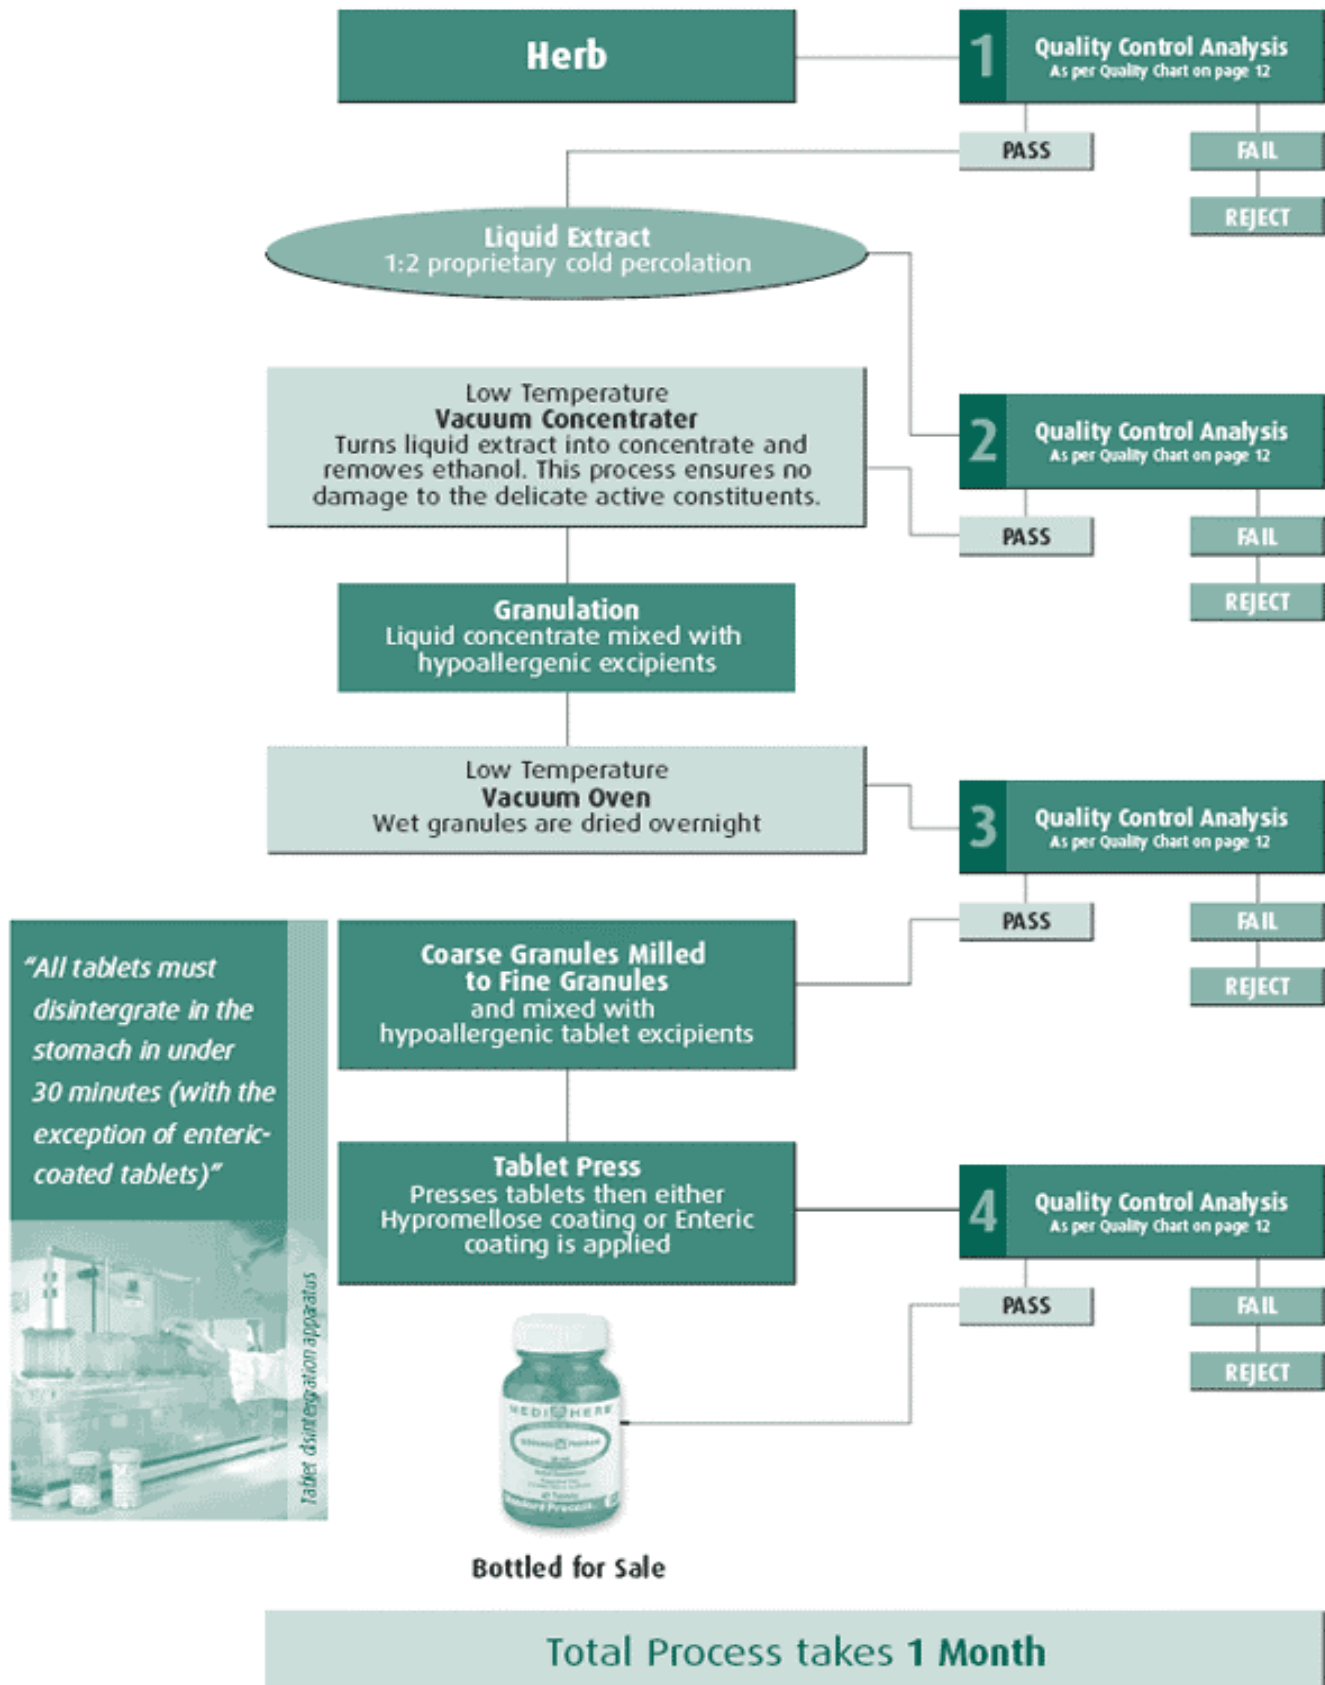 Herb
1
Quality Control Analysis
As per Quality Chart on page 12
PASS
FAIL
REJECT
Liquid Extract
1:2 proprietary cold percolation
Low Temperature
Vacuum Concentrater
Turns liquid extract into concentrate and
removes ethanol. This process ensures no
damage to the delicate active constituents.
2
Quality Control Analysis
As per Quality Chart on page 12
PASS
FAIL
REJECT
Granulation
Liquid concentrate mixed with
hypoallergenic excipients
Low Temperature
Vacuum Oven
Wet granules are dried overnight
3
Quality Control Analysis
As per Quality Chart on page 12
PASS
FAIL
REJECT
"All tablets must
disintergrate in the
stomach in under
30 minutes (with the
exception of enteric-
coated tablets)"
Tablet disintegration apparatus
Coarse Granules Milled
to Fine Granules
and mixed with
hypoallergenic tablet excipients
Tablet Press
Presses tablets then either
Hypromellose coating or Enteric
coating is applied
4
Quality Control Analysis
As per Quality Chart on page 12
PASS
FAIL
REJECT
MEDIHERB
Standard Process
Bottled for Sale
Total Process takes 1 Month